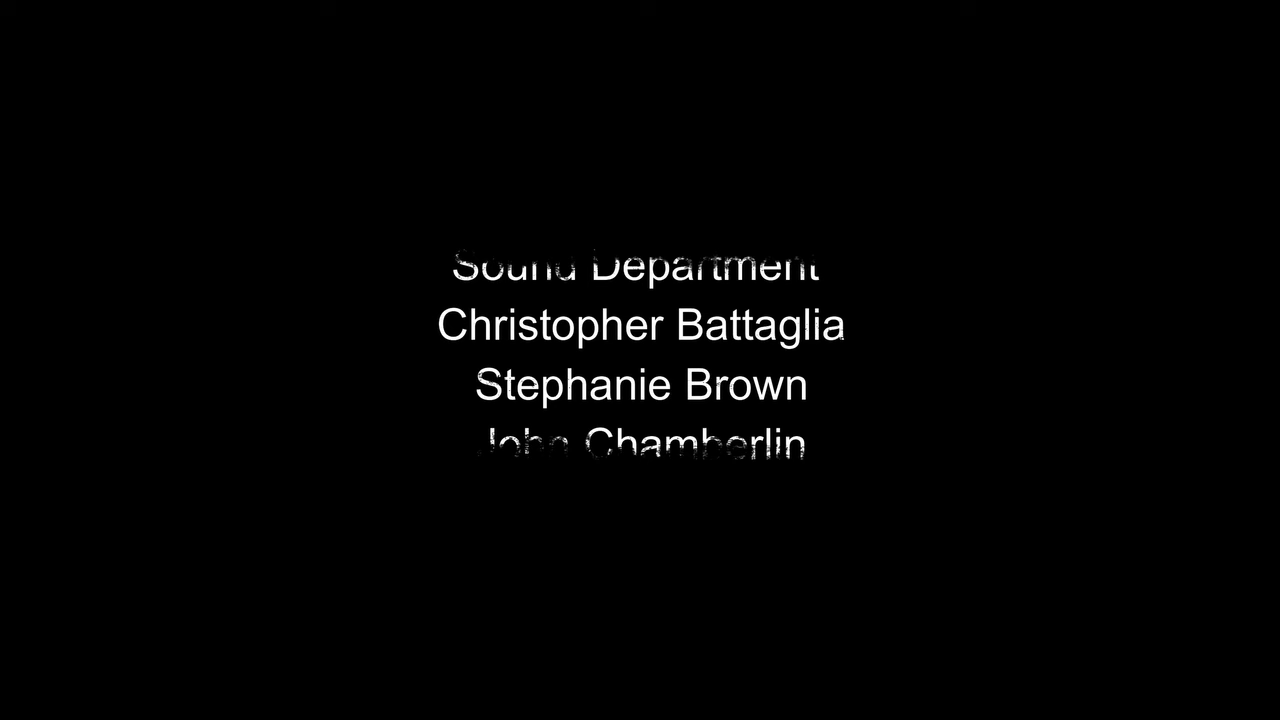 Sound Department
Christopher Battaglia
Stephanie Brown
John Chamberlin